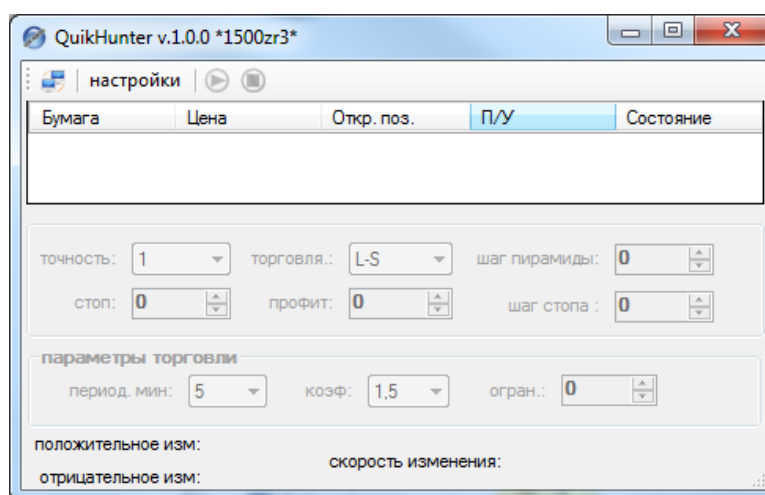 QuikHunter v.1.0.0 *1500zr3*
настройки
Бумага Цена Откр. поз. П/У Состояние
точность: 1 торговля.: L-S шаг пирамиды: 0
стоп: 0 профит: 0 шаг стопа : 0
параметры торговли
период. мин: 5 коэф: 1,5 огран.: 0
положительное изм:
скорость изменения:
отрицательное изм: